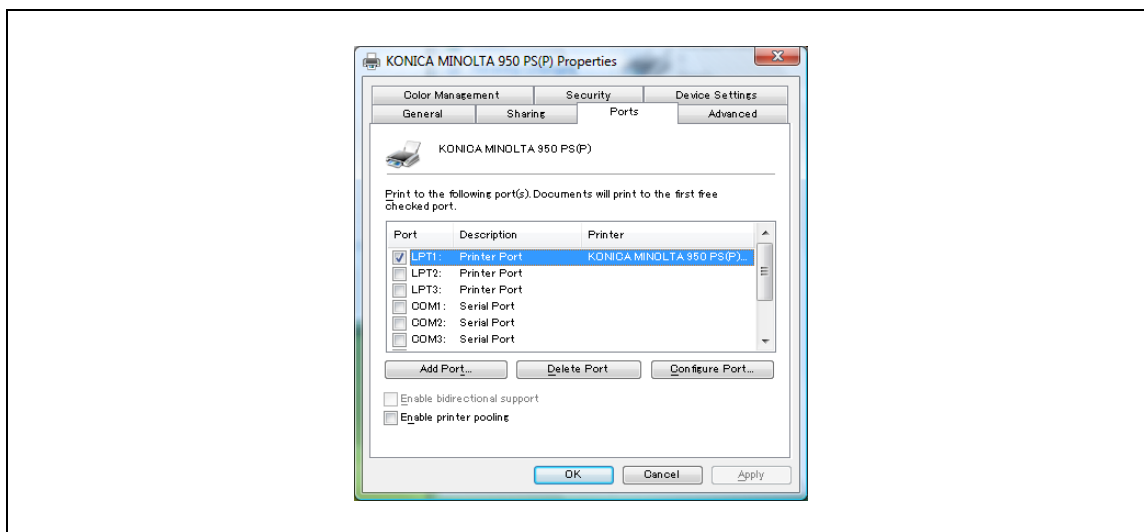 KONICA MINOLTA 950 PS(P) Properties
Color Management Security Device Settings
General Sharing Ports Advanced
KONICA MINOLTA 950 PS(P)
Print to the following port(s). Documents will print to the first free
checked port.
Port Description Printer
LPT1: Printer Port KONICA MINOLTA 950 PS(P)...
LPT2: Printer Port
LPT3: Printer Port
COM1: Serial Port
COM2: Serial Port
COM3: Serial Port
Add Port... Delete Port Configure Port...
Enable bidirectional support
Enable printer pooling
OK Cancel Apply